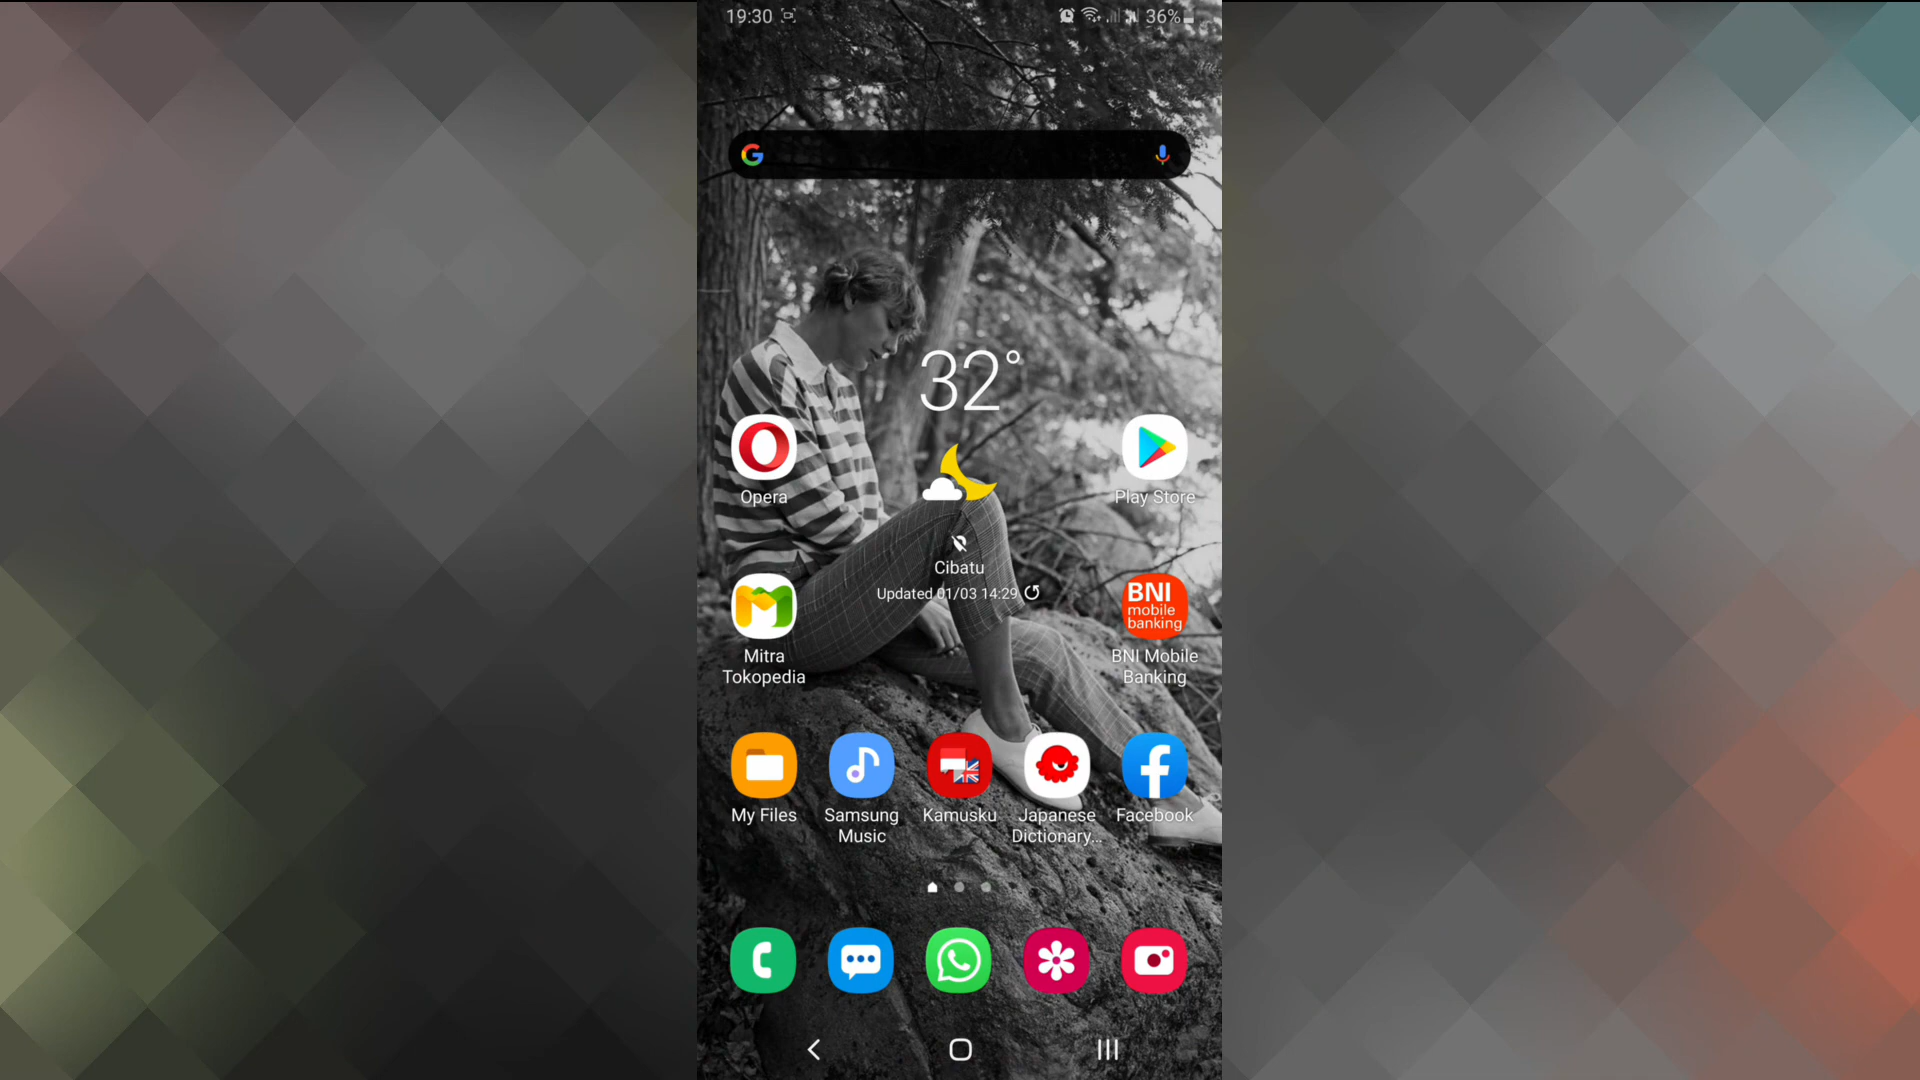 19:30
36%
32°
Opera
Play Store
Cibatu
Updated 01/03 14:29
BNI
mobile
banking
Mitra
Tokopedia
BNI Mobile
Banking
My Files
Samsung
Music
Kamusku
Japanese
Dictionary...
Facebook